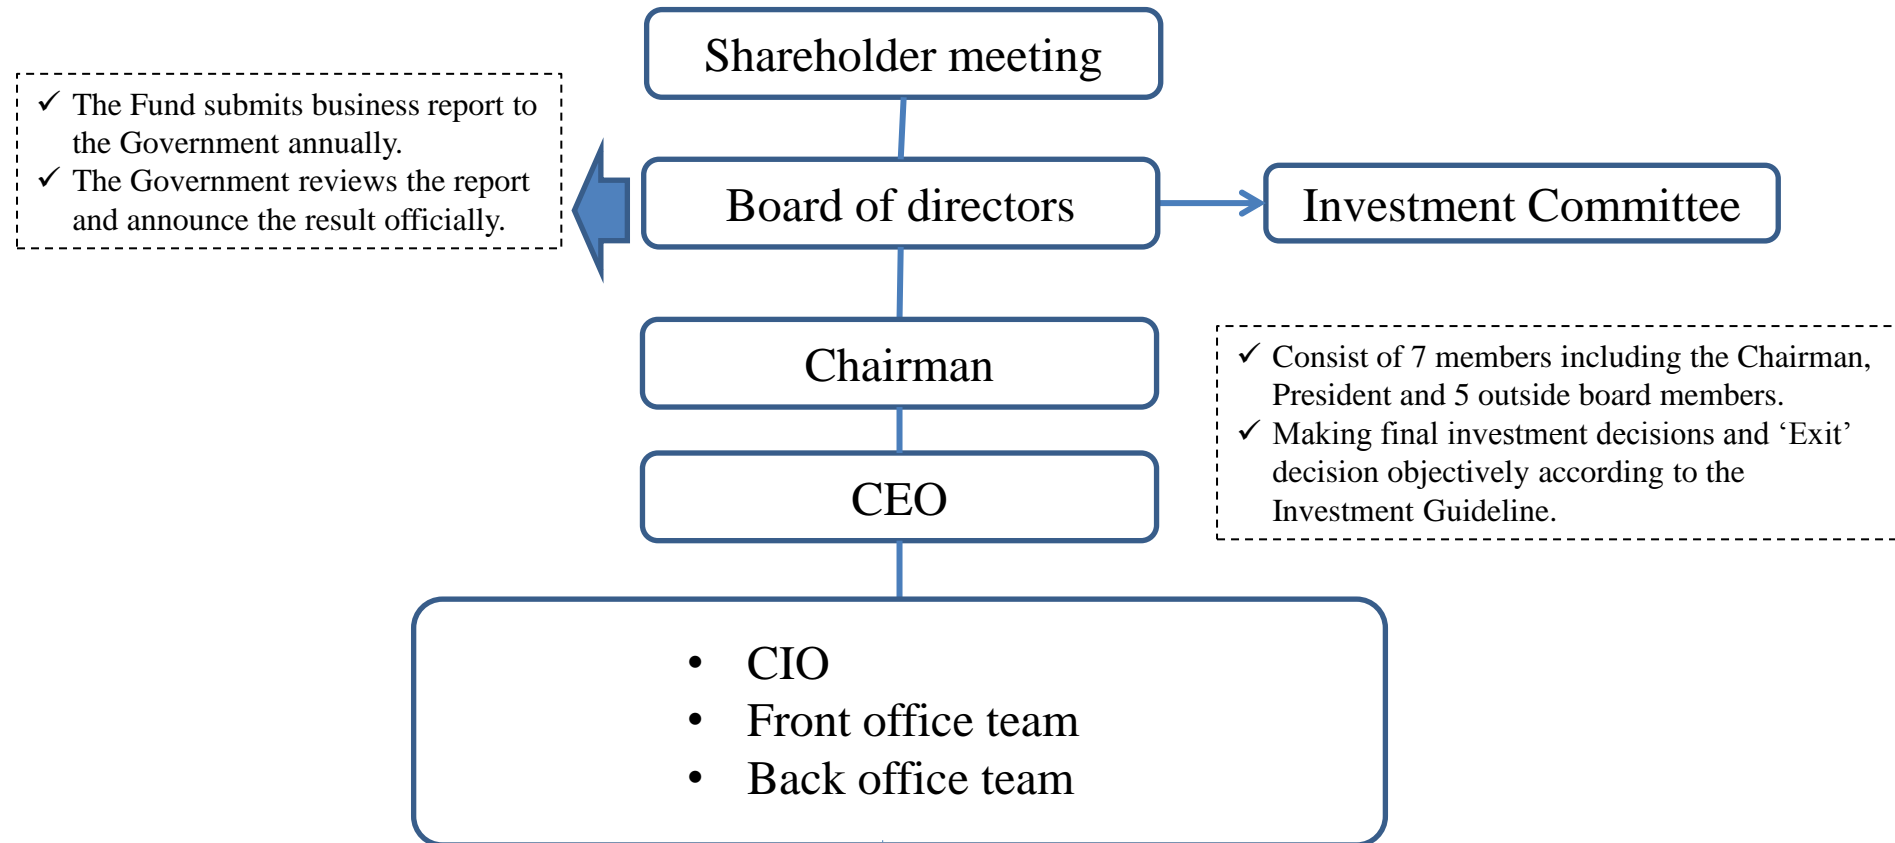 Shareholder meeting
✓ The Fund submits business report to
the Government annually.
✓ The Government reviews the report
and announce the result officially.
Board of directors
Investment Committee
Chairman
✓ Consist of 7 members including the Chairman,
President and 5 outside board members.
✓ Making final investment decisions and ‘Exit’
decision objectively according to the
Investment Guideline.
CEO
• CIO
• Front office team
• Back office team